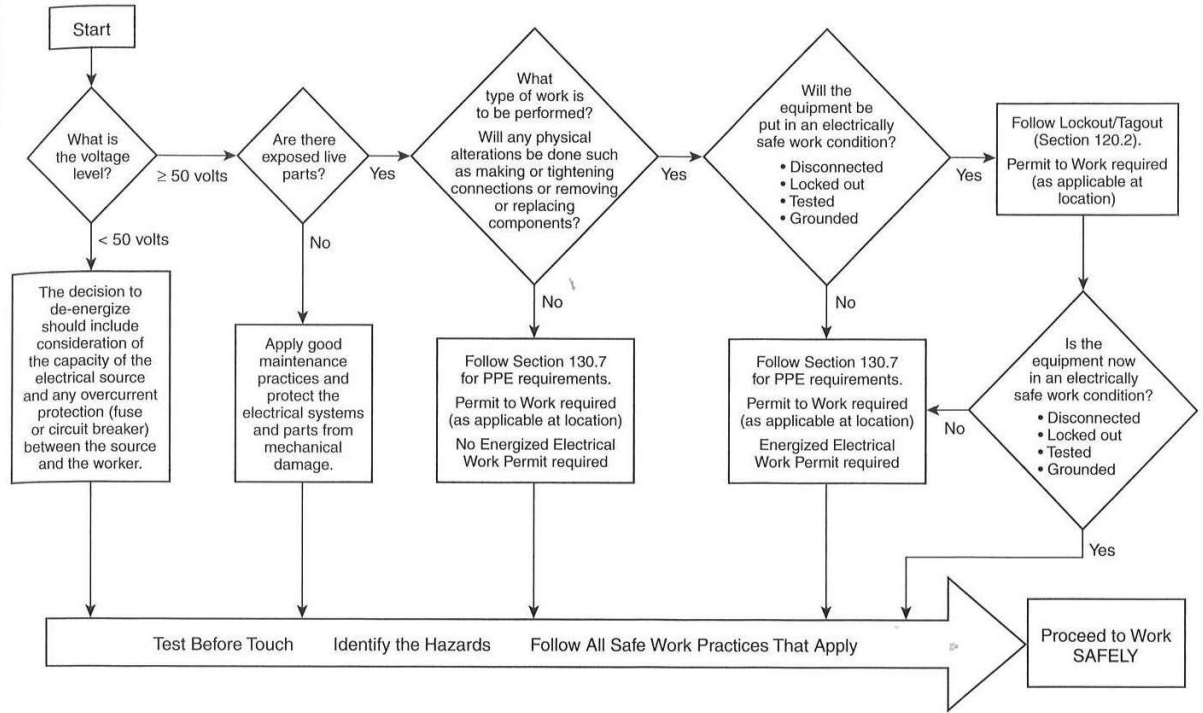 Start
What is
the voltage
level?
≥ 50 volts
< 50 volts
The decision to
de-energize
should include
consideration of
the capacity of the
electrical source
and any overcurrent
protection (fuse
or circuit breaker)
between the source
and the worker.
Are there
exposed live
parts?
Yes
No
Apply good
maintenance
practices and
protect the
electrical systems
and parts from
mechanical
damage.
What
type of work is
to be performed?
Will any physical
alterations be done such
as making or tightening
connections or removing
or replacing
components?
Yes
No
Follow Section 130.7
for PPE requirements.
Permit to Work required
(as applicable at location)
No Energized Electrical
Work Permit required
Will the
equipment be
put in an electrically
safe work condition?
• Disconnected
• Locked out
• Tested
• Grounded
Yes
No
Follow Section 130.7
for PPE requirements.
Permit to Work required
(as applicable at location)
Energized Electrical
Work Permit required
Follow Lockout/Tagout
(Section 120.2).
Permit to Work required
(as applicable at
location)
Is the
equipment now
in an electrically
safe work condition?
• Disconnected
• Locked out
• Tested
• Grounded
No
Yes
Test Before Touch Identify the Hazards Follow All Safe Work Practices That Apply
Proceed to Work
SAFELY